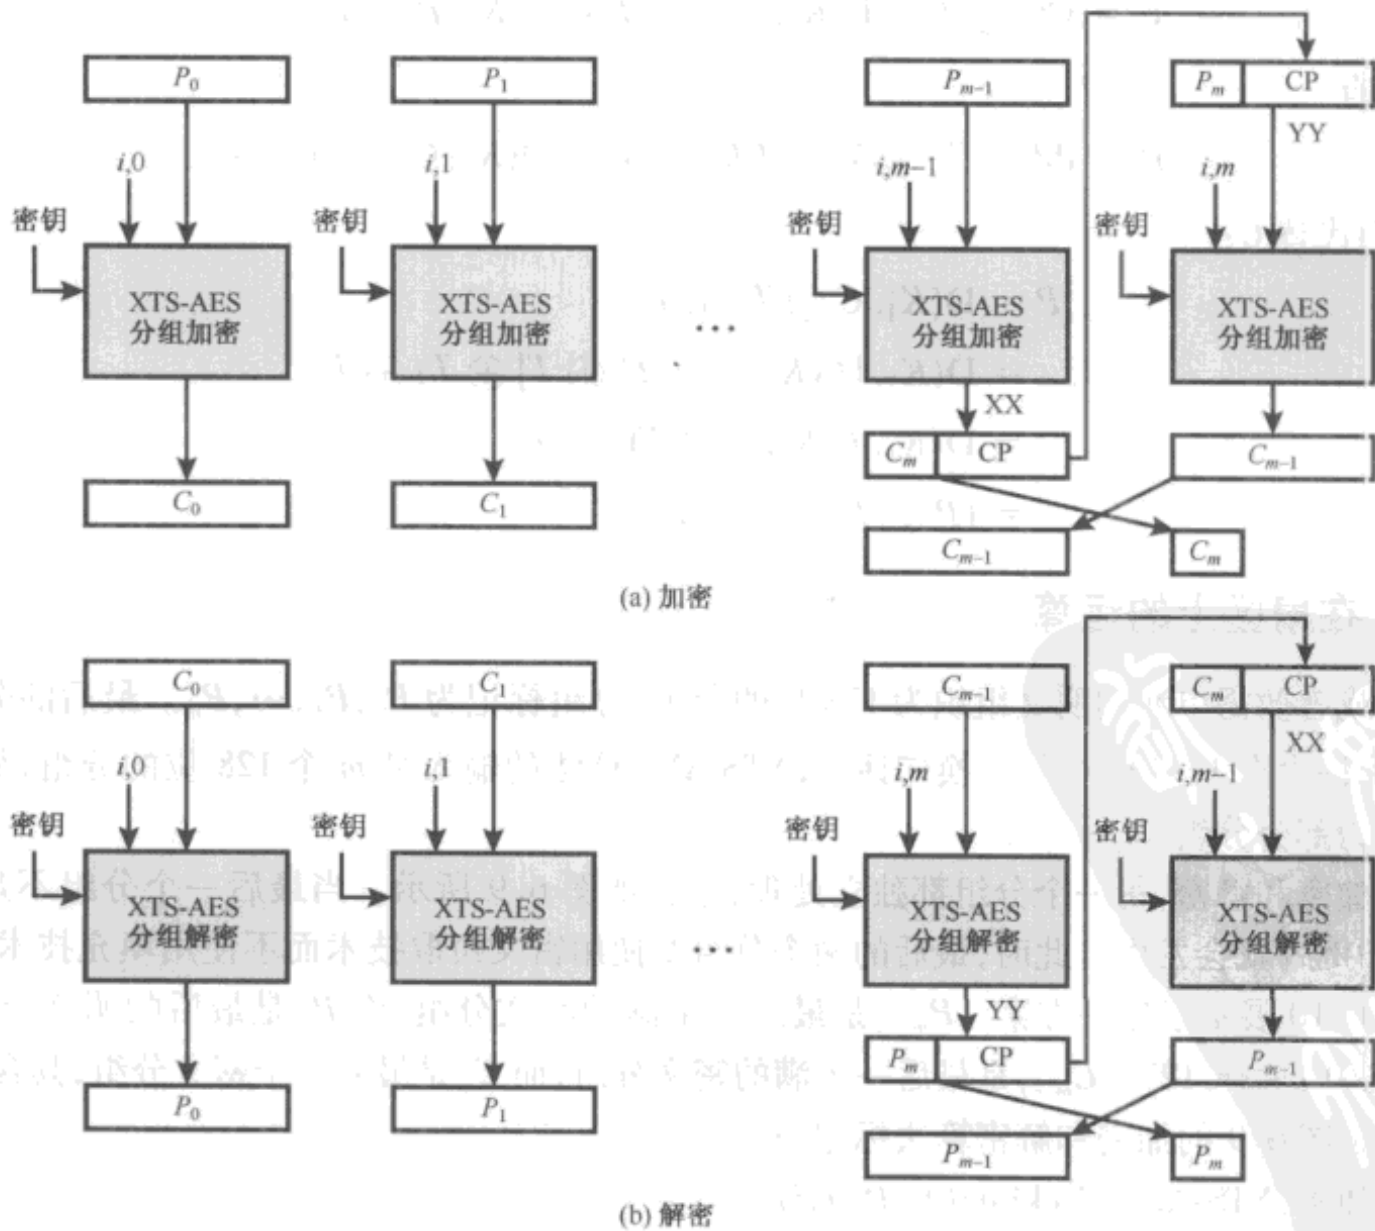 P₀
P₁
Pₘ₋₁
Pₘ CP
YY
i,0
i,1
i,m−1
i,m
密钥
密钥
密钥
密钥
XTS-AES
分组加密
XTS-AES
分组加密
...
XTS-AES
分组加密
XTS-AES
分组加密
XX
Cₘ CP
Cₘ₋₁
C₀
C₁
Cₘ₋₁
Cₘ
(a) 加密
C₀
C₁
Cₘ₋₁
Cₘ CP
XX
i,0
i,1
i,m
i,m−1
密钥
密钥
密钥
密钥
XTS-AES
分组解密
XTS-AES
分组解密
...
XTS-AES
分组解密
XTS-AES
分组解密
YY
Pₘ CP
Pₘ₋₁
P₀
P₁
Pₘ₋₁
Pₘ
(b) 解密